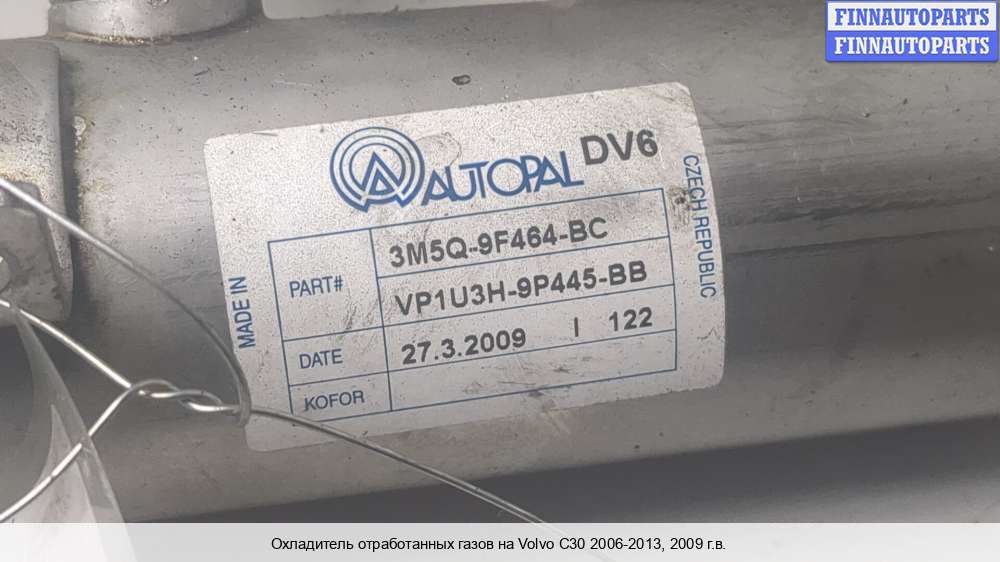 FINNAUTOPARTS
FINNAUTOPARTS
AUTOPAL DV6
MADE IN
CZECH REPUBLIC
PART# 3M5Q-9F464-BC
VP1U3H-9P445-BB
DATE 27.3.2009 I 122
KOFOR
Охладитель отработанных газов на Volvo C30 2006-2013, 2009 г.в.